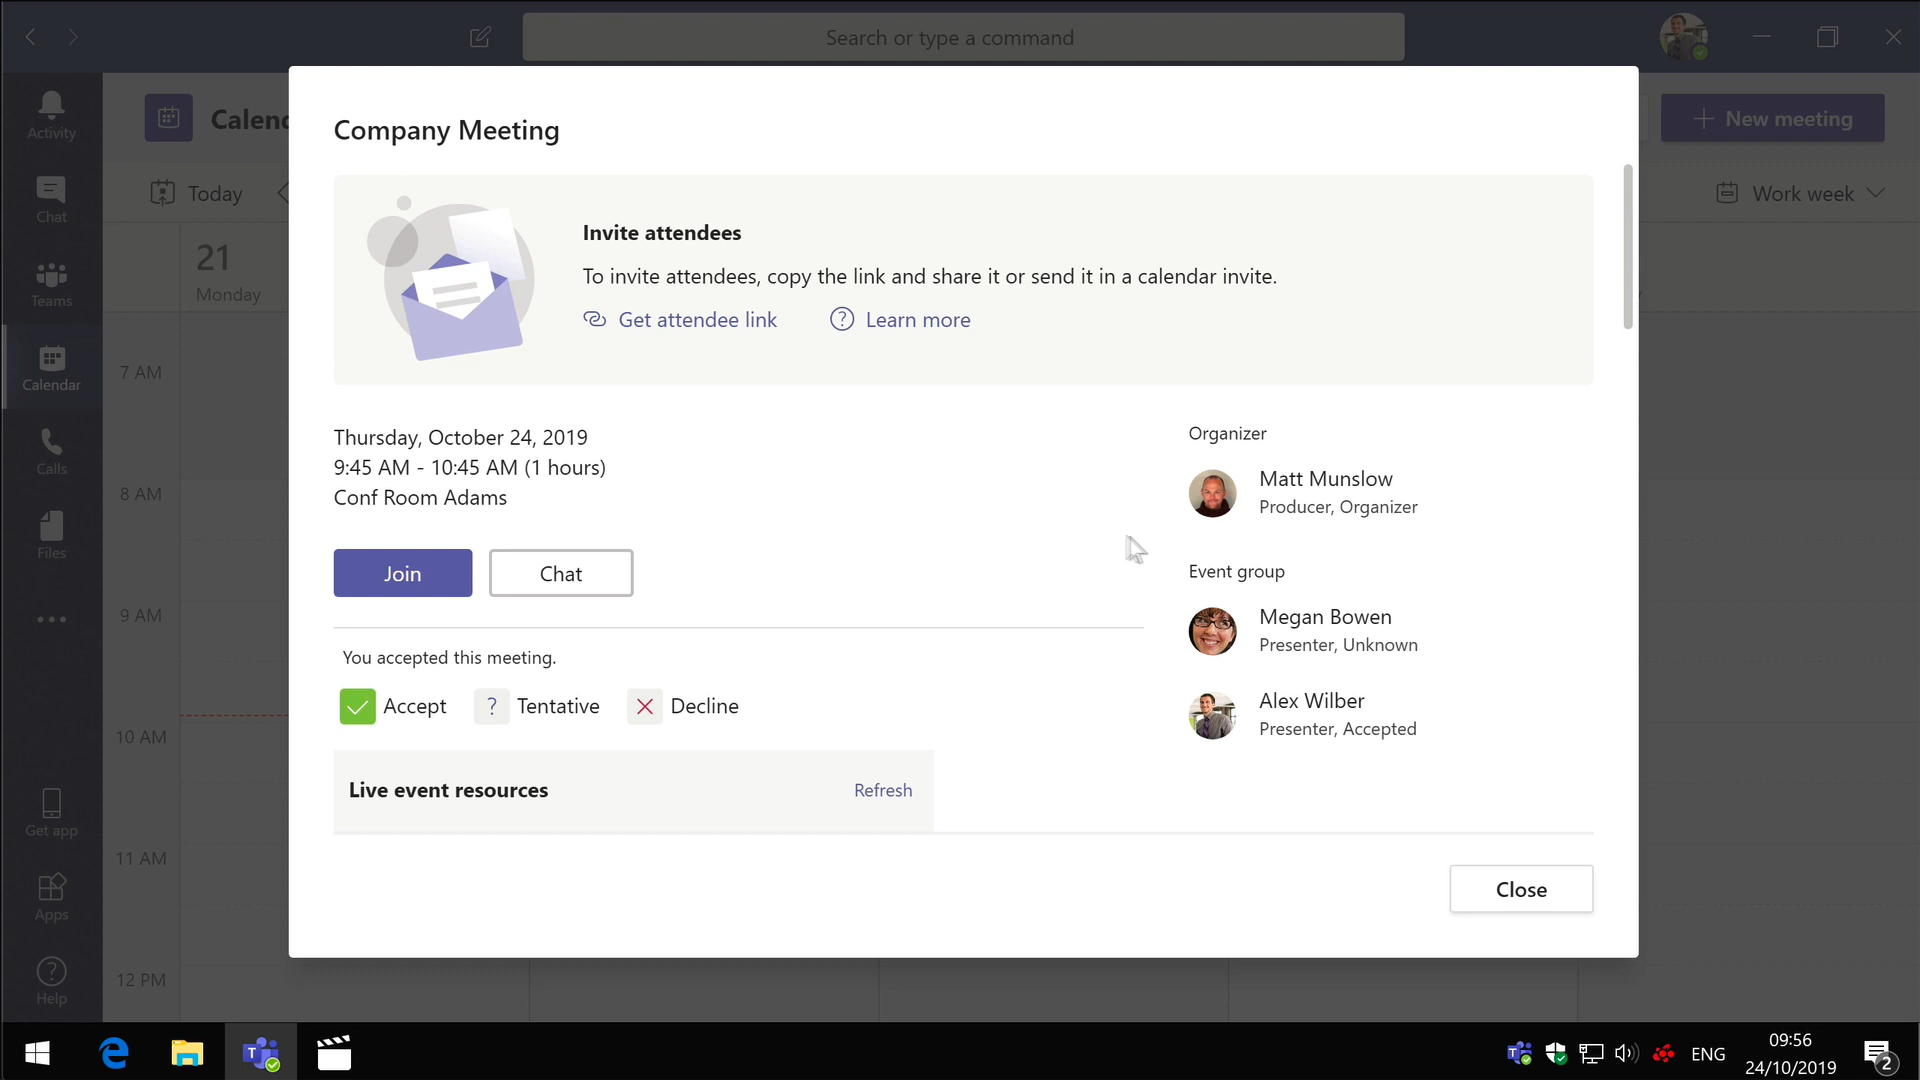 Search or type a command
Activity
Chat
Teams
Calendar
Calls
Files
Get app
Apps
Help
Calen
New meeting
Today
Work week
21
Monday
7 AM
8 AM
9 AM
10 AM
11 AM
12 PM
Company Meeting
Invite attendees
To invite attendees, copy the link and share it or send it in a calendar invite.
Get attendee link
Learn more
Thursday, October 24, 2019
9:45 AM - 10:45 AM (1 hours)
Conf Room Adams
Join
Chat
You accepted this meeting.
Accept
Tentative
Decline
Live event resources
Refresh
Organizer
Matt Munslow
Producer, Organizer
Event group
Megan Bowen
Presenter, Unknown
Alex Wilber
Presenter, Accepted
Close
ENG
09:56
24/10/2019
2